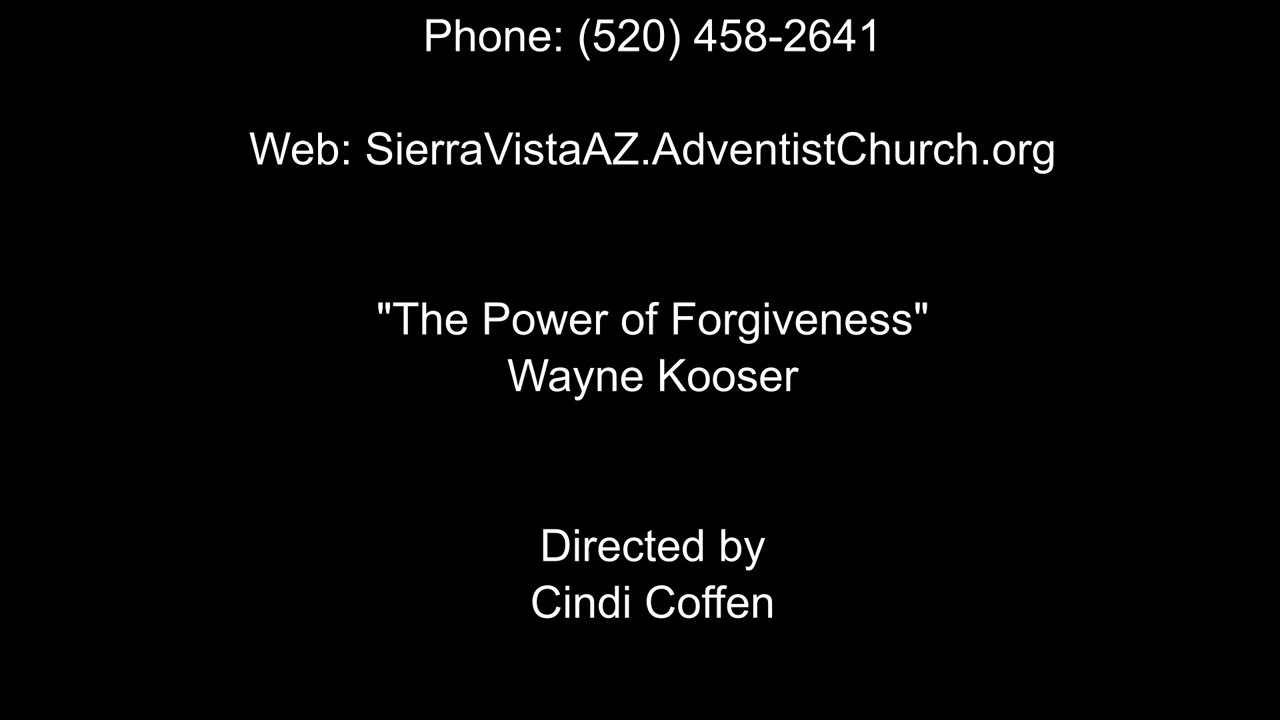 Phone: (520) 458-2641
Web: SierraVistaAZ.AdventistChurch.org
"The Power of Forgiveness"
Wayne Kooser
Directed by
Cindi Coffen